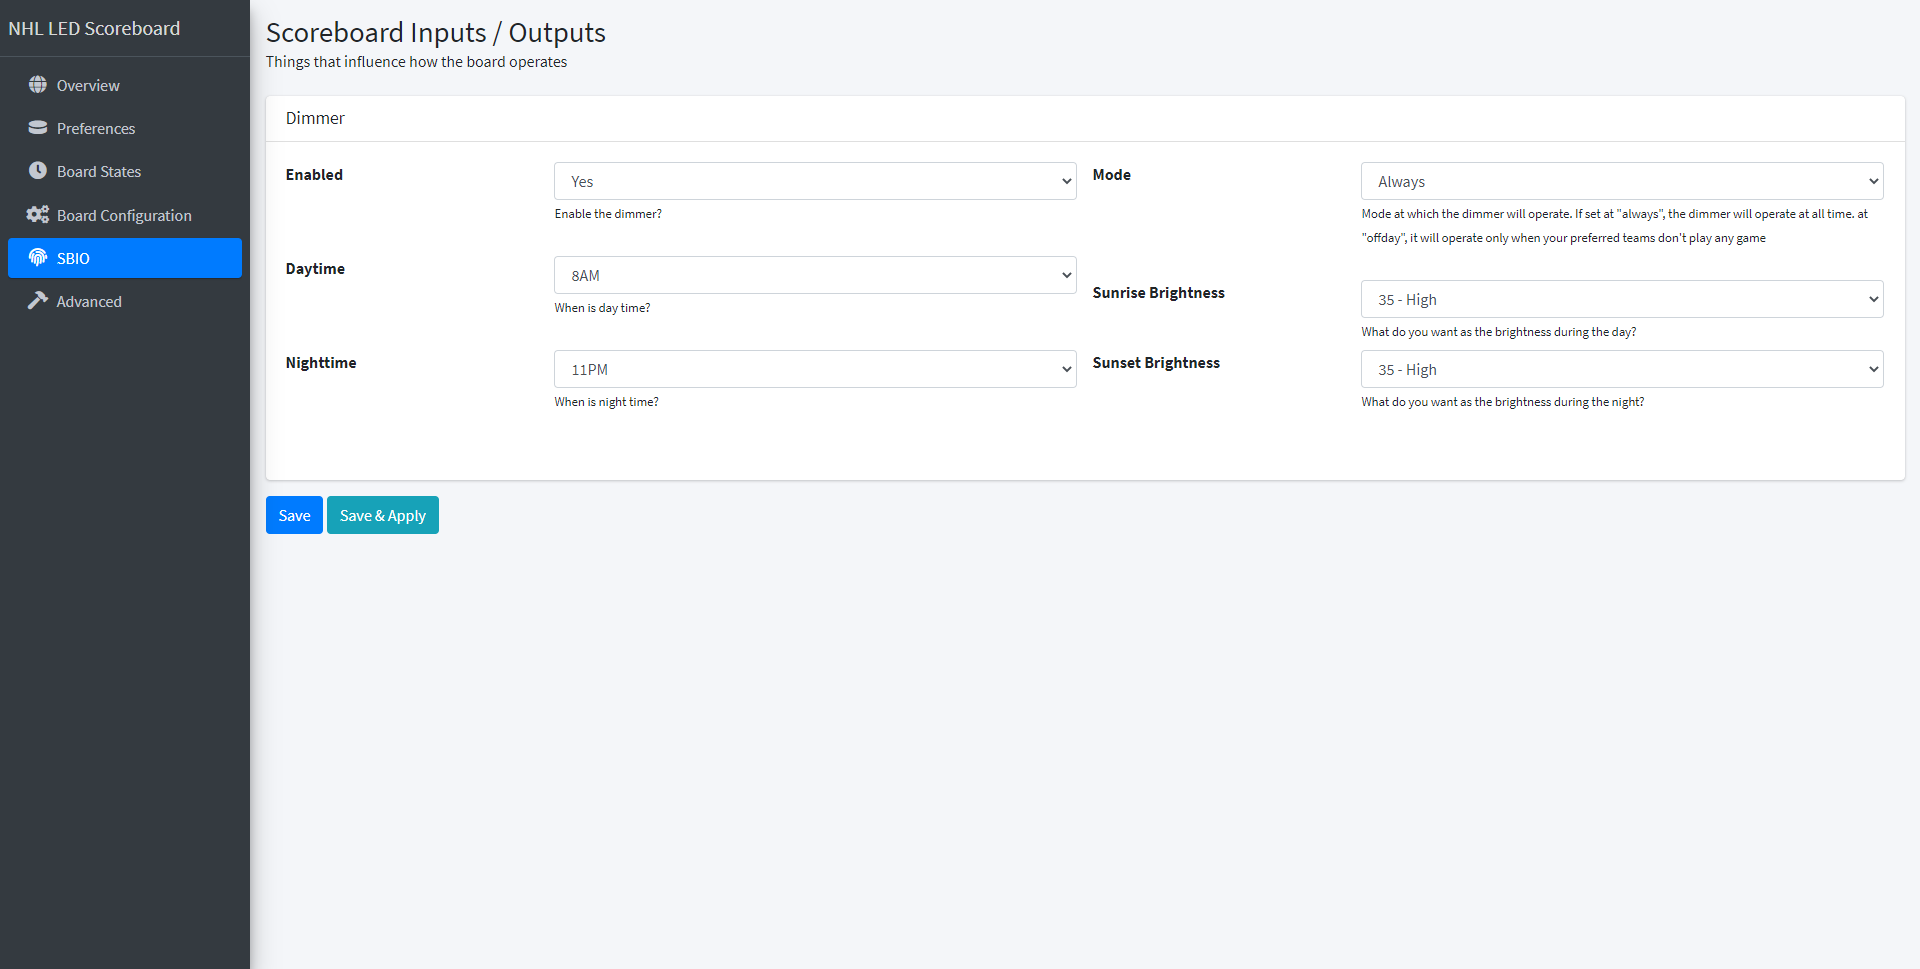 NHL LED Scoreboard
Overview
Preferences
Board States
Board Configuration
SBIO
Advanced
Scoreboard Inputs / Outputs
Things that influence how the board operates
Dimmer
Enabled
Yes
Enable the dimmer?
Mode
Always
Mode at which the dimmer will operate. If set at "always", the dimmer will operate at all time. at
"offday", it will operate only when your preferred teams don't play any game
Daytime
8AM
When is day time?
Sunrise Brightness
35 - High
What do you want as the brightness during the day?
Nighttime
11PM
When is night time?
Sunset Brightness
35 - High
What do you want as the brightness during the night?
Save
Save & Apply